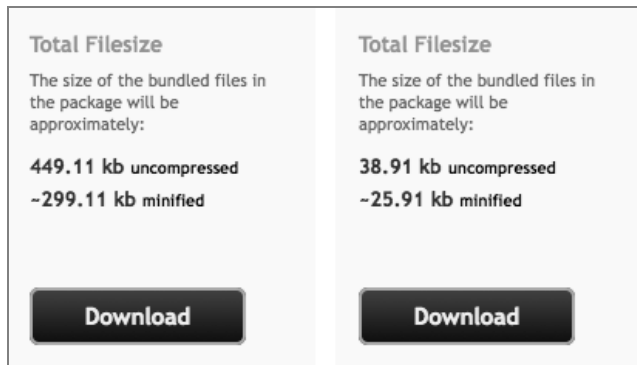 Total Filesize
The size of the bundled files in
the package will be
approximately:
449.11 kb uncompressed
~299.11 kb minified
Download
Total Filesize
The size of the bundled files in
the package will be
approximately:
38.91 kb uncompressed
~25.91 kb minified
Download